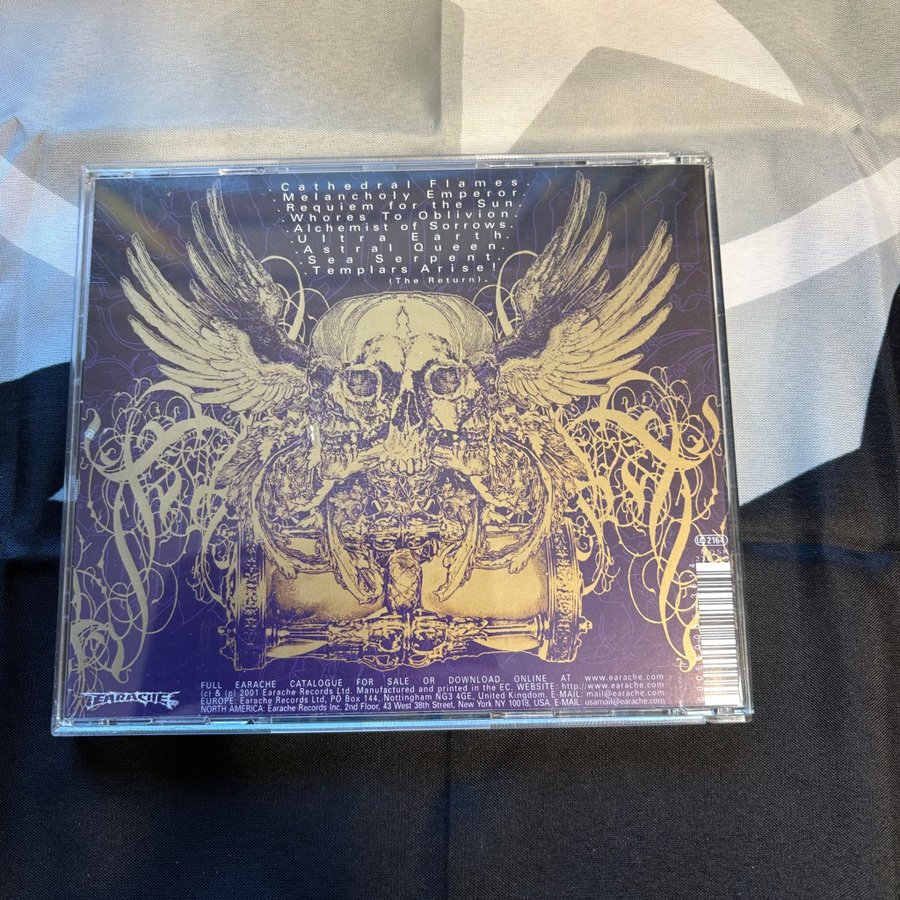 Cathedral Flames.
.Melancholy Emperor.
.Requiem for the Sun.
.Whores To Oblivion.
.Alchemist of Sorrows.
.Ultra Earth.
.Astral Queen.
.Sea Serpent.
.Templars Arise!
(The Return).
LC 2164
FULL EARACHE CATALOGUE FOR SALE OR DOWNLOAD ONLINE AT www.earache.com
(c) & (p) 2001 Earache Records Ltd. Manufactured and printed in the EC. WEBSITE: http://www.earache.com
EUROPE: Earache Records Ltd, PO Box 144, Nottingham NG3 4GE, United Kingdom. E-MAIL: mail@earache.com
NORTH AMERICA: Earache Records Inc, 2nd Floor, 43 West 38th Street, New York NY 10018, USA. E MAIL: usamail@earache.com
EARACHE